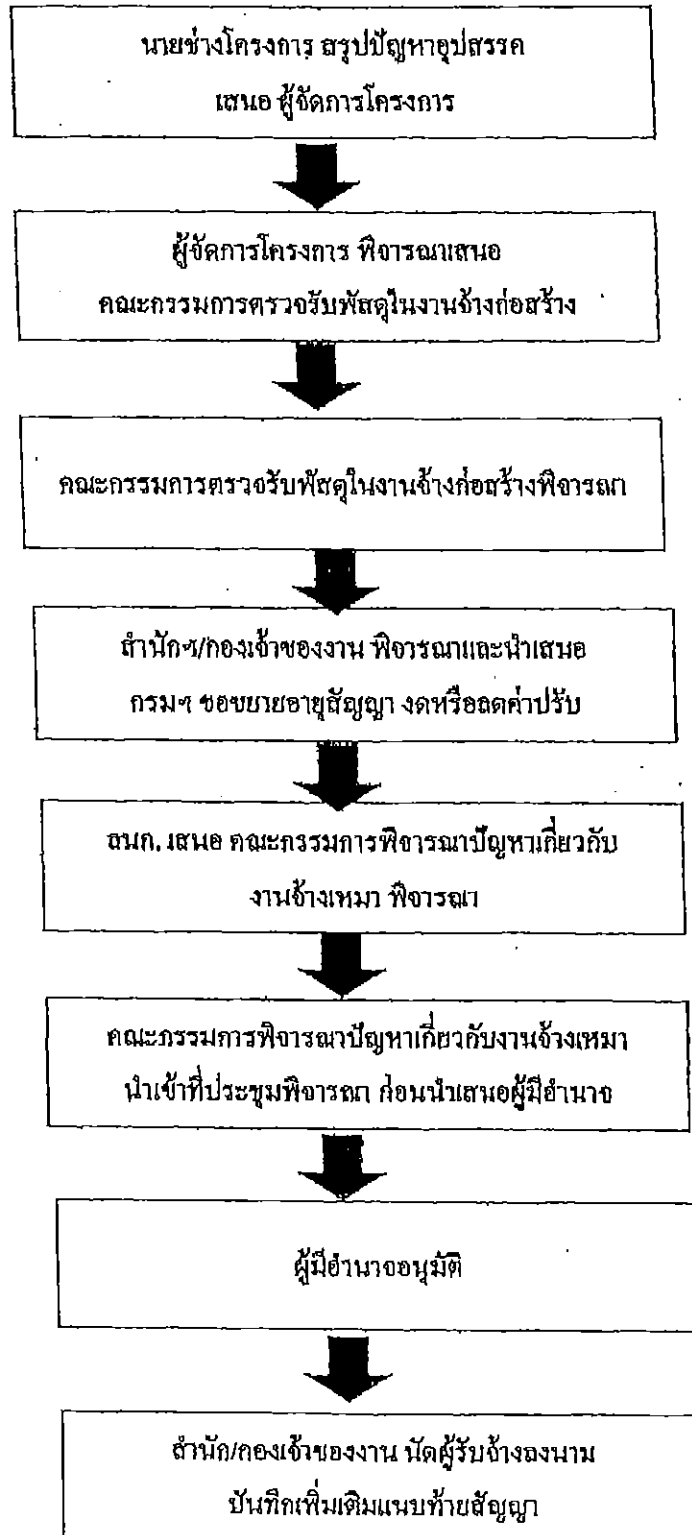 นายช่างโครงการ สรุปปัญหาอุปสรรค
เสนอ ผู้จัดการโครงการ
ผู้จัดการโครงการ พิจารณาเสนอ
คณะกรรมการตรวจรับพัสดุในงานจ้างก่อสร้าง
คณะกรรมการตรวจรับพัสดุในงานจ้างก่อสร้างพิจารณา
สำนักฯ/กองเจ้าของงาน พิจารณาและนำเสนอ
กรมฯ ขอขยายอายุสัญญา งดหรือลดค่าปรับ
สนก. เสนอ คณะกรรมการพิจารณาปัญหาเกี่ยวกับ
งานจ้างเหมา พิจารณา
คณะกรรมการพิจารณาปัญหาเกี่ยวกับงานจ้างเหมา
นำเข้าที่ประชุมพิจารณา ก่อนนำเสนอผู้มีอำนาจ
ผู้มีอำนาจอนุมัติ
สำนัก/กองเจ้าของงาน นัดผู้รับจ้างลงนาม
บันทึกเพิ่มเติมแนบท้ายสัญญา